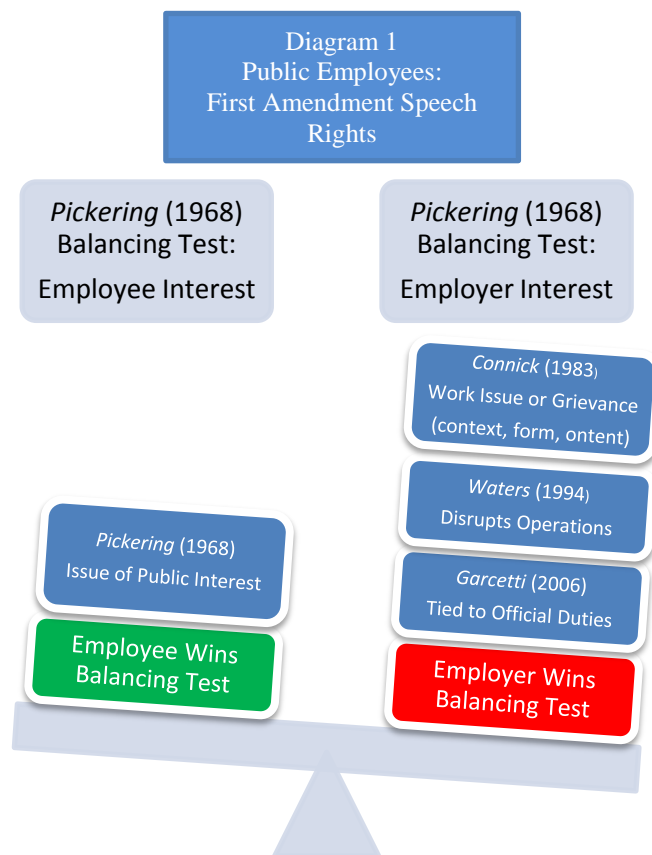 Diagram 1
Public Employees:
First Amendment Speech
Rights
Pickering (1968)
Balancing Test:
Employee Interest
Pickering (1968)
Balancing Test:
Employer Interest
Connick (1983)
Work Issue or Grievance
(context, form, ontent)
Waters (1994)
Disrupts Operations
Garcetti (2006)
Tied to Official Duties
Employer Wins
Balancing Test
Pickering (1968)
Issue of Public Interest
Employee Wins
Balancing Test